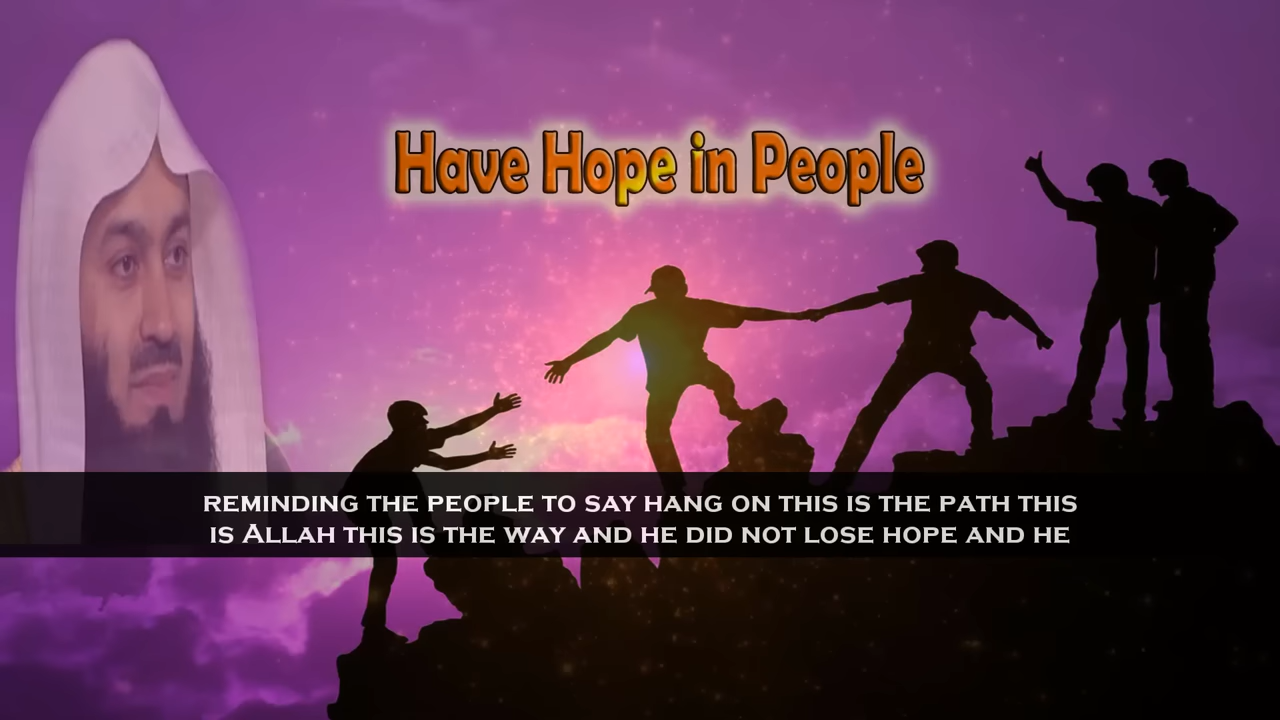 Have Hope in People
REMINDING THE PEOPLE TO SAY HANG ON THIS IS THE PATH THIS
IS ALLAH THIS IS THE WAY AND HE DID NOT LOSE HOPE AND HE